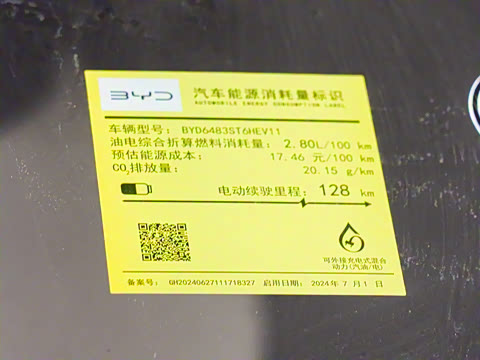 BYD 汽车能源消耗量标识
AUTOMOBILE ENERGY CONSUMPTION LABEL
车辆型号: BYD6483ST6HEV11
油电综合折算燃料消耗量: 2.80L/100 km
预估能源成本: 17.46 元/100 km
CO₂排放量: 20.15 g/km
电动续驶里程: 128 km
可外接充电式混合
动力(汽油/电)
备案号: GH20240627111718327 启用日期: 2024年 7 月 1 日